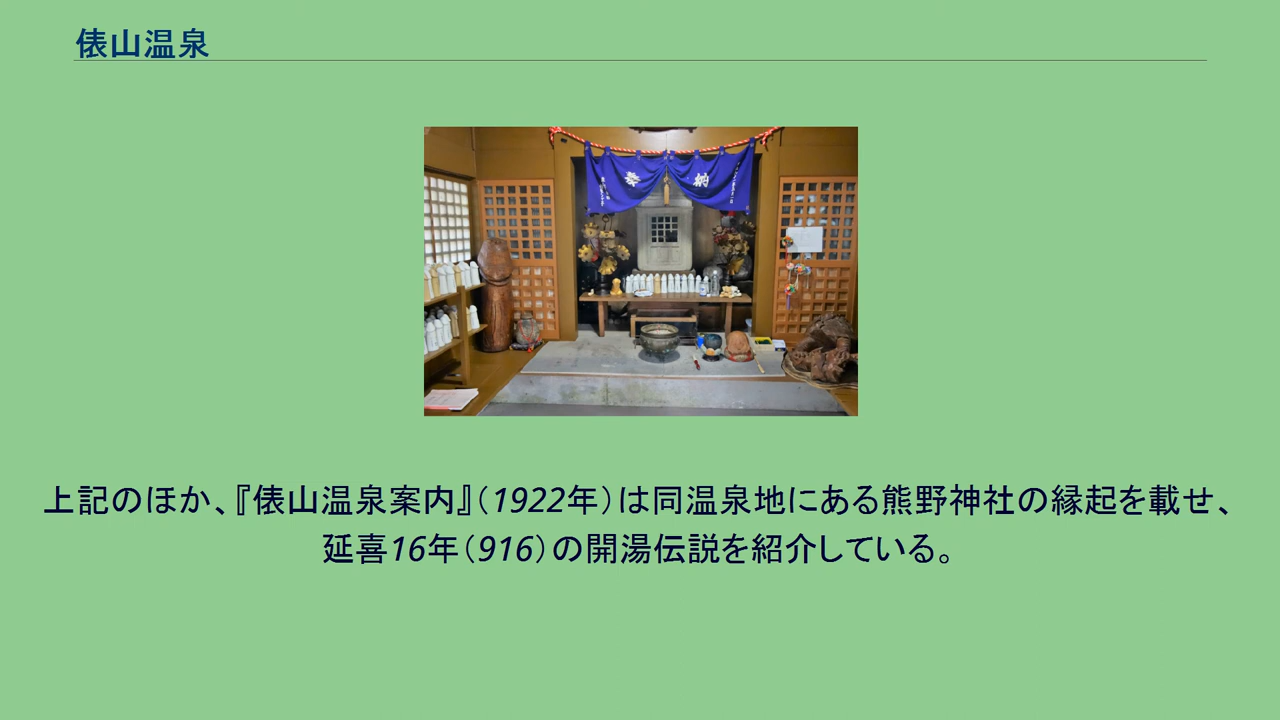 俵山温泉
奉納
上記のほか、『俵山温泉案内』（1922年）は同温泉地にある熊野神社の縁起を載せ、
延喜16年（916）の開湯伝説を紹介している。